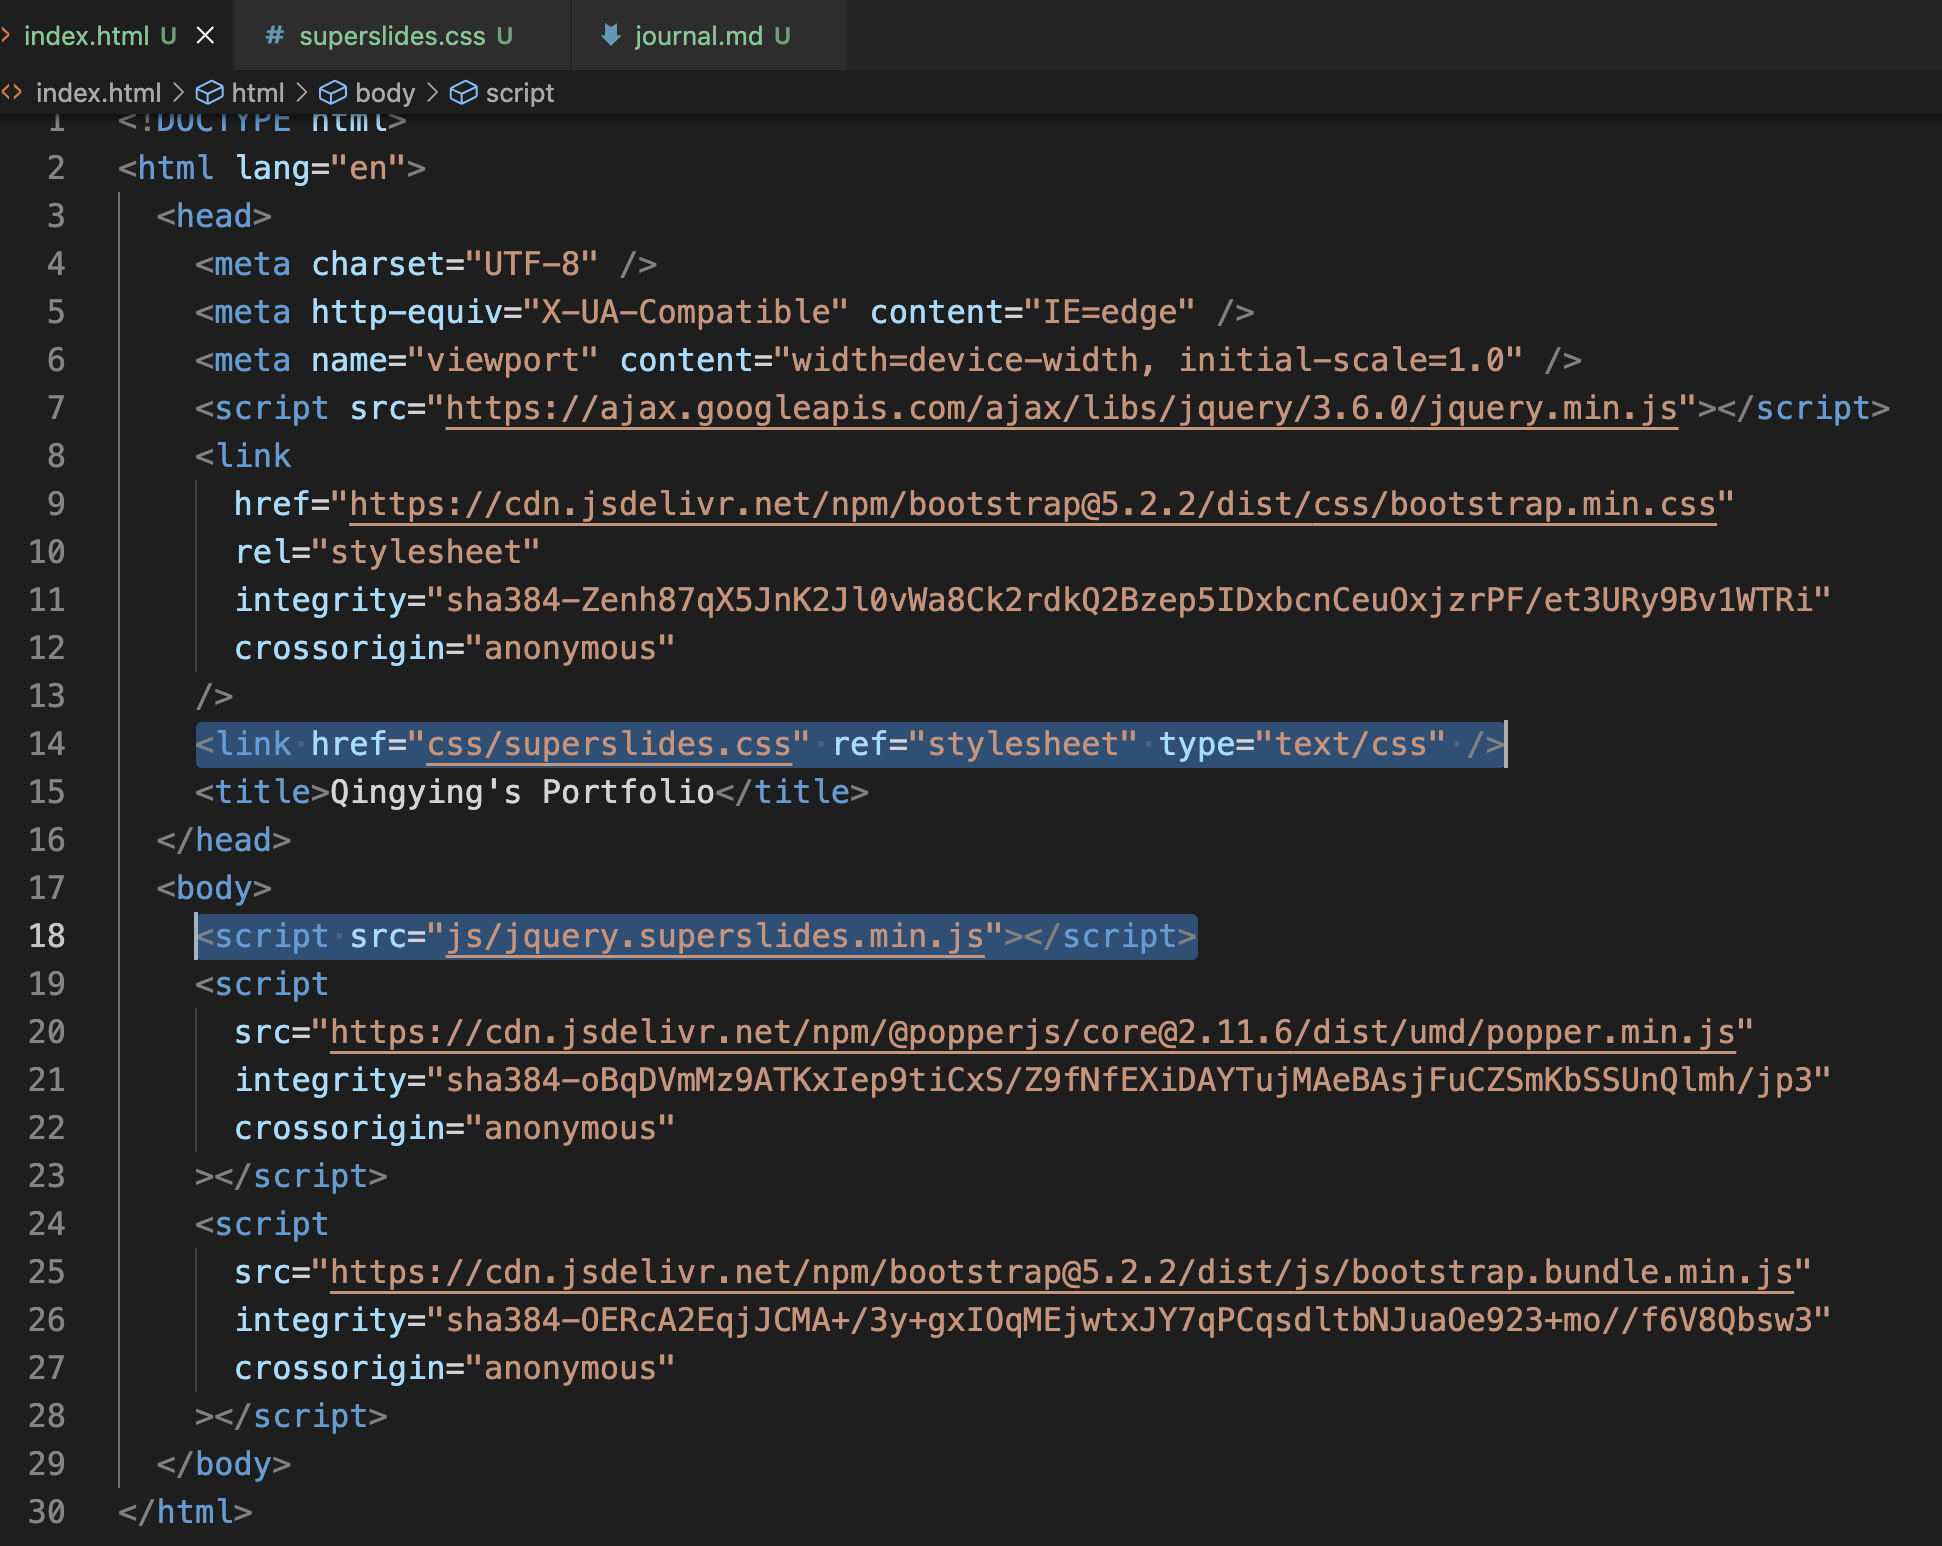 index.html U
# superslides.css U
journal.md U
index.html > html > body > script
1 <!DOCTYPE html>
2 <html lang="en">
3 <head>
4 <meta charset="UTF-8" />
5 <meta http-equiv="X-UA-Compatible" content="IE=edge" />
6 <meta name="viewport" content="width=device-width, initial-scale=1.0" />
7 <script src="https://ajax.googleapis.com/ajax/libs/jquery/3.6.0/jquery.min.js"></script>
8 <link
9 href="https://cdn.jsdelivr.net/npm/bootstrap@5.2.2/dist/css/bootstrap.min.css"
10 rel="stylesheet"
11 integrity="sha384-Zenh87qX5JnK2Jl0vWa8Ck2rdkQ2Bzep5IDxbcnCeuOxjzrPF/et3URy9Bv1WTRi"
12 crossorigin="anonymous"
13 />
14 <link href="css/superslides.css" ref="stylesheet" type="text/css" />
15 <title>Qingying's Portfolio</title>
16 </head>
17 <body>
18 <script src="js/jquery.superslides.min.js"></script>
19 <script
20 src="https://cdn.jsdelivr.net/npm/@popperjs/core@2.11.6/dist/umd/popper.min.js"
21 integrity="sha384-oBqDVmMz9ATKxIep9tiCxS/Z9fNfEXiDAYTujMAeBAsjFuCZSmKbSSUnQlmh/jp3"
22 crossorigin="anonymous"
23 ></script>
24 <script
25 src="https://cdn.jsdelivr.net/npm/bootstrap@5.2.2/dist/js/bootstrap.bundle.min.js"
26 integrity="sha384-OERcA2EqjJCMA+/3y+gxIOqMEjwtxJY7qPCqsdltbNJuaOe923+mo//f6V8Qbsw3"
27 crossorigin="anonymous"
28 ></script>
29 </body>
30 </html>